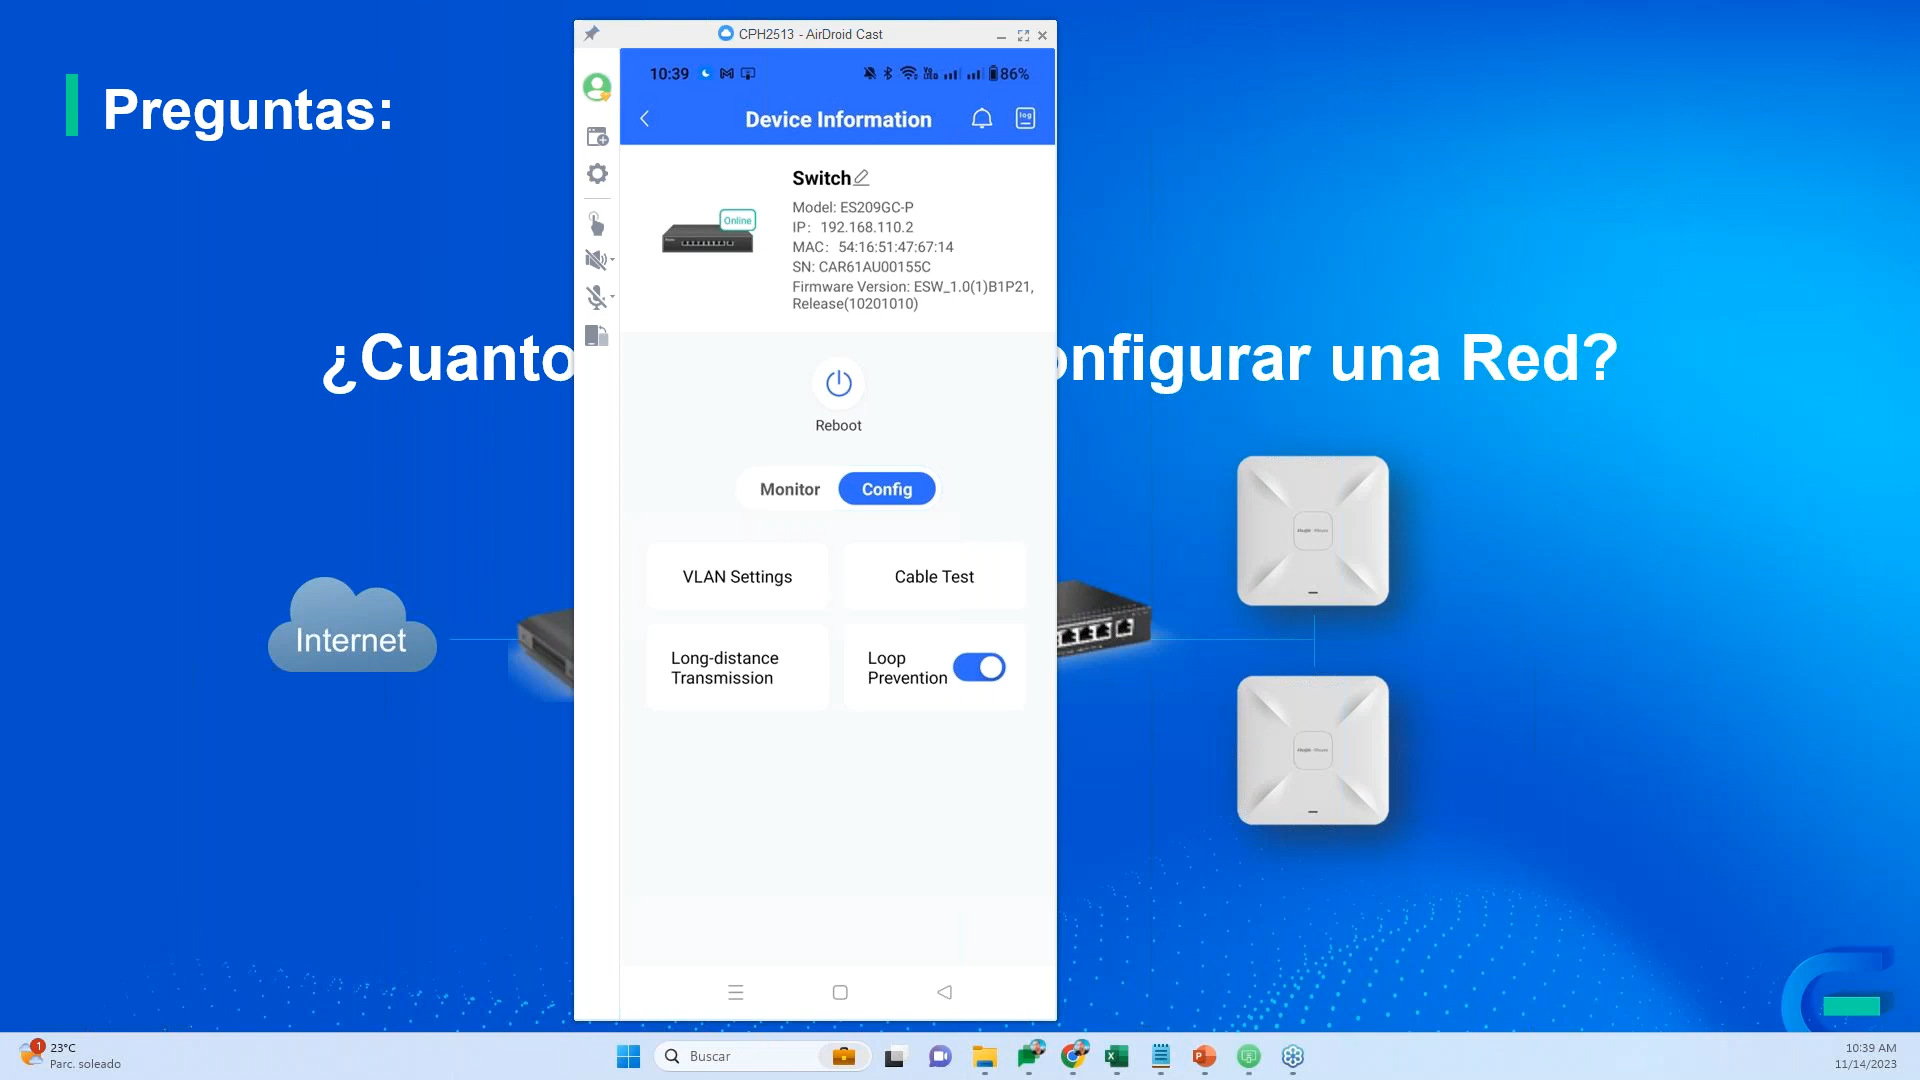 CPH2513 - AirDroid Cast
Preguntas:
10:39
86%
Device Information
log
Switch
Online
Model: ES209GC-P
IP: 192.168.110.2
MAC: 54:16:51:47:67:14
SN: CAR61AU00155C
Firmware Version: ESW_1.0(1)B1P21,
Release(10201010)
¿Cuanto
onfigurar una Red?
Reboot
Monitor
Config
VLAN Settings
Cable Test
Long-distance
Transmission
Loop
Prevention
Internet
1
23°C
Parc. soleado
Buscar
10:39 AM
11/14/2023